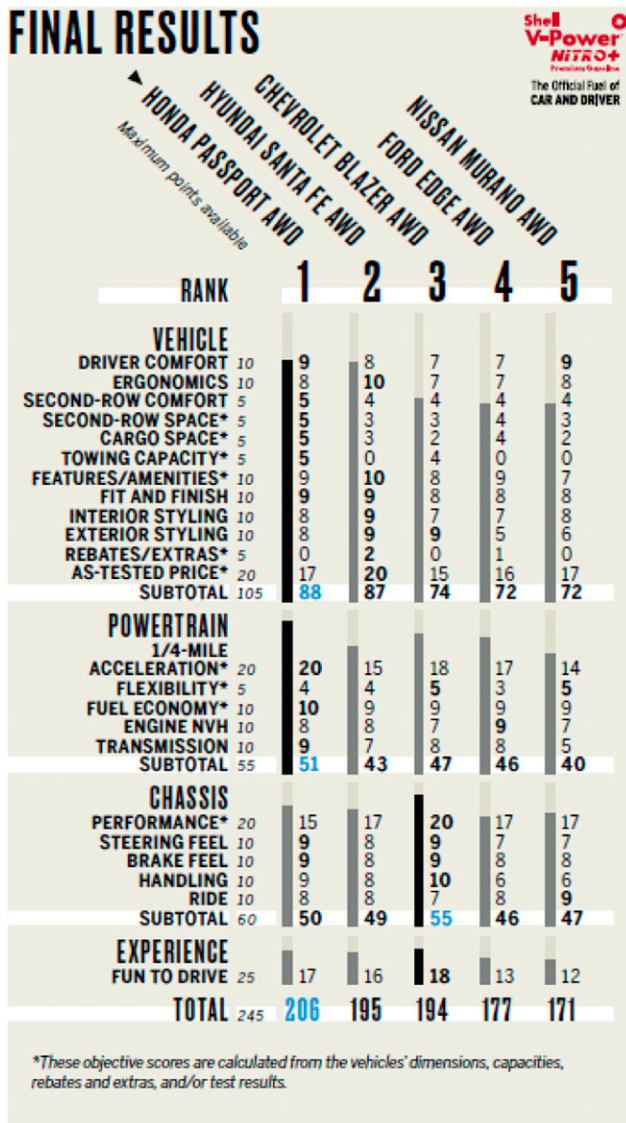 FINAL RESULTS
Shell
V-Power
NiTRO+
Premium Gasoline
The Official Fuel of
CAR AND DRIVER
Maximum points available
HONDA PASSPORT AWD
HYUNDAI SANTA FE AWD
CHEVROLET BLAZER AWD
FORD EDGE AWD
NISSAN MURANO AWD
RANK 1 2 3 4 5
VEHICLE
DRIVER COMFORT 10 9 8 7 7 9
ERGONOMICS 10 8 10 7 7 8
SECOND-ROW COMFORT 5 5 4 4 4 4
SECOND-ROW SPACE* 5 5 3 3 4 3
CARGO SPACE* 5 5 3 2 4 2
TOWING CAPACITY* 5 5 0 4 0 0
FEATURES/AMENITIES* 10 9 10 8 9 7
FIT AND FINISH 10 9 9 8 8 8
INTERIOR STYLING 10 8 9 7 7 8
EXTERIOR STYLING 10 8 9 9 5 6
REBATES/EXTRAS* 5 0 2 0 1 0
AS-TESTED PRICE* 20 17 20 15 16 17
SUBTOTAL 105 88 87 74 72 72
POWERTRAIN
1/4-MILE
ACCELERATION* 20 20 15 18 17 14
FLEXIBILITY* 5 4 4 5 3 5
FUEL ECONOMY* 10 10 9 9 9 9
ENGINE NVH 10 8 8 7 9 7
TRANSMISSION 10 9 7 8 8 5
SUBTOTAL 55 51 43 47 46 40
CHASSIS
PERFORMANCE* 20 15 17 20 17 17
STEERING FEEL 10 9 8 9 7 7
BRAKE FEEL 10 9 8 9 8 8
HANDLING 10 9 8 10 6 6
RIDE 10 8 8 7 8 9
SUBTOTAL 60 50 49 55 46 47
EXPERIENCE
FUN TO DRIVE 25 17 16 18 13 12
TOTAL 245 206 195 194 177 171
*These objective scores are calculated from the vehicles' dimensions, capacities,
rebates and extras, and/or test results.